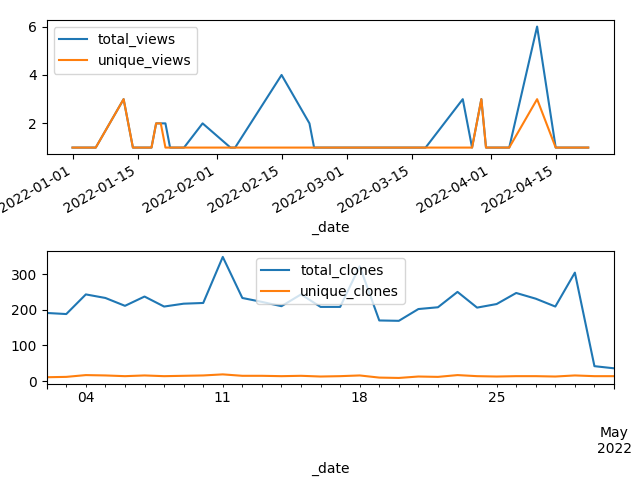 6
total_views
unique_views
4
2
2022-01-01
2022-01-15
2022-02-01
2022-02-15
2022-03-01
2022-03-15
2022-04-01
2022-04-15
_date
300
total_clones
unique_clones
200
100
0
04
11
18
25
May
2022
_date